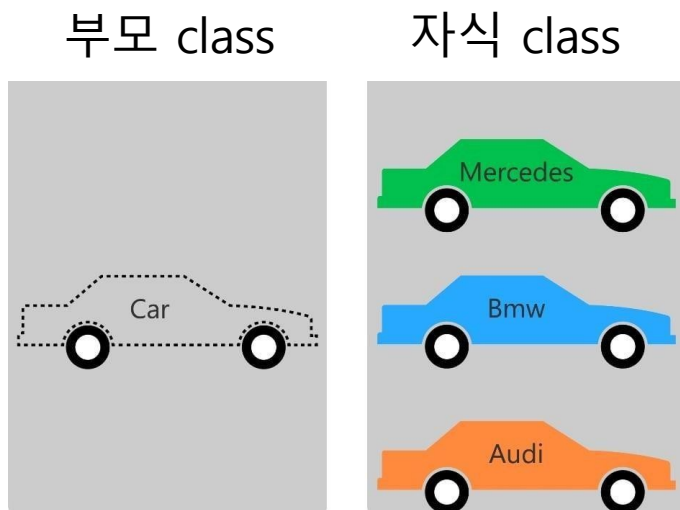 부모 class
자식 class
Car
Mercedes
Bmw
Audi